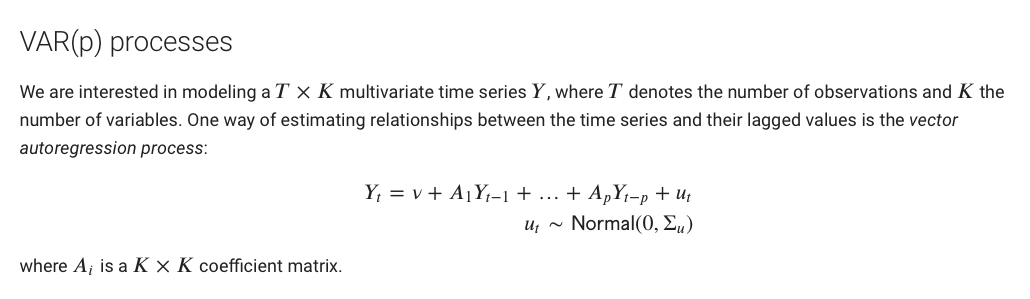 VAR(p) processes
We are interested in modeling a T × K multivariate time series Y, where T denotes the number of observations and K the
number of variables. One way of estimating relationships between the time series and their lagged values is the vector
autoregression process:
Yₜ = ν + A₁Yₜ₋₁ + … + AₚYₜ₋ₚ + uₜ
uₜ ∼ Normal(0, Σᵤ)
where Aᵢ is a K × K coefficient matrix.